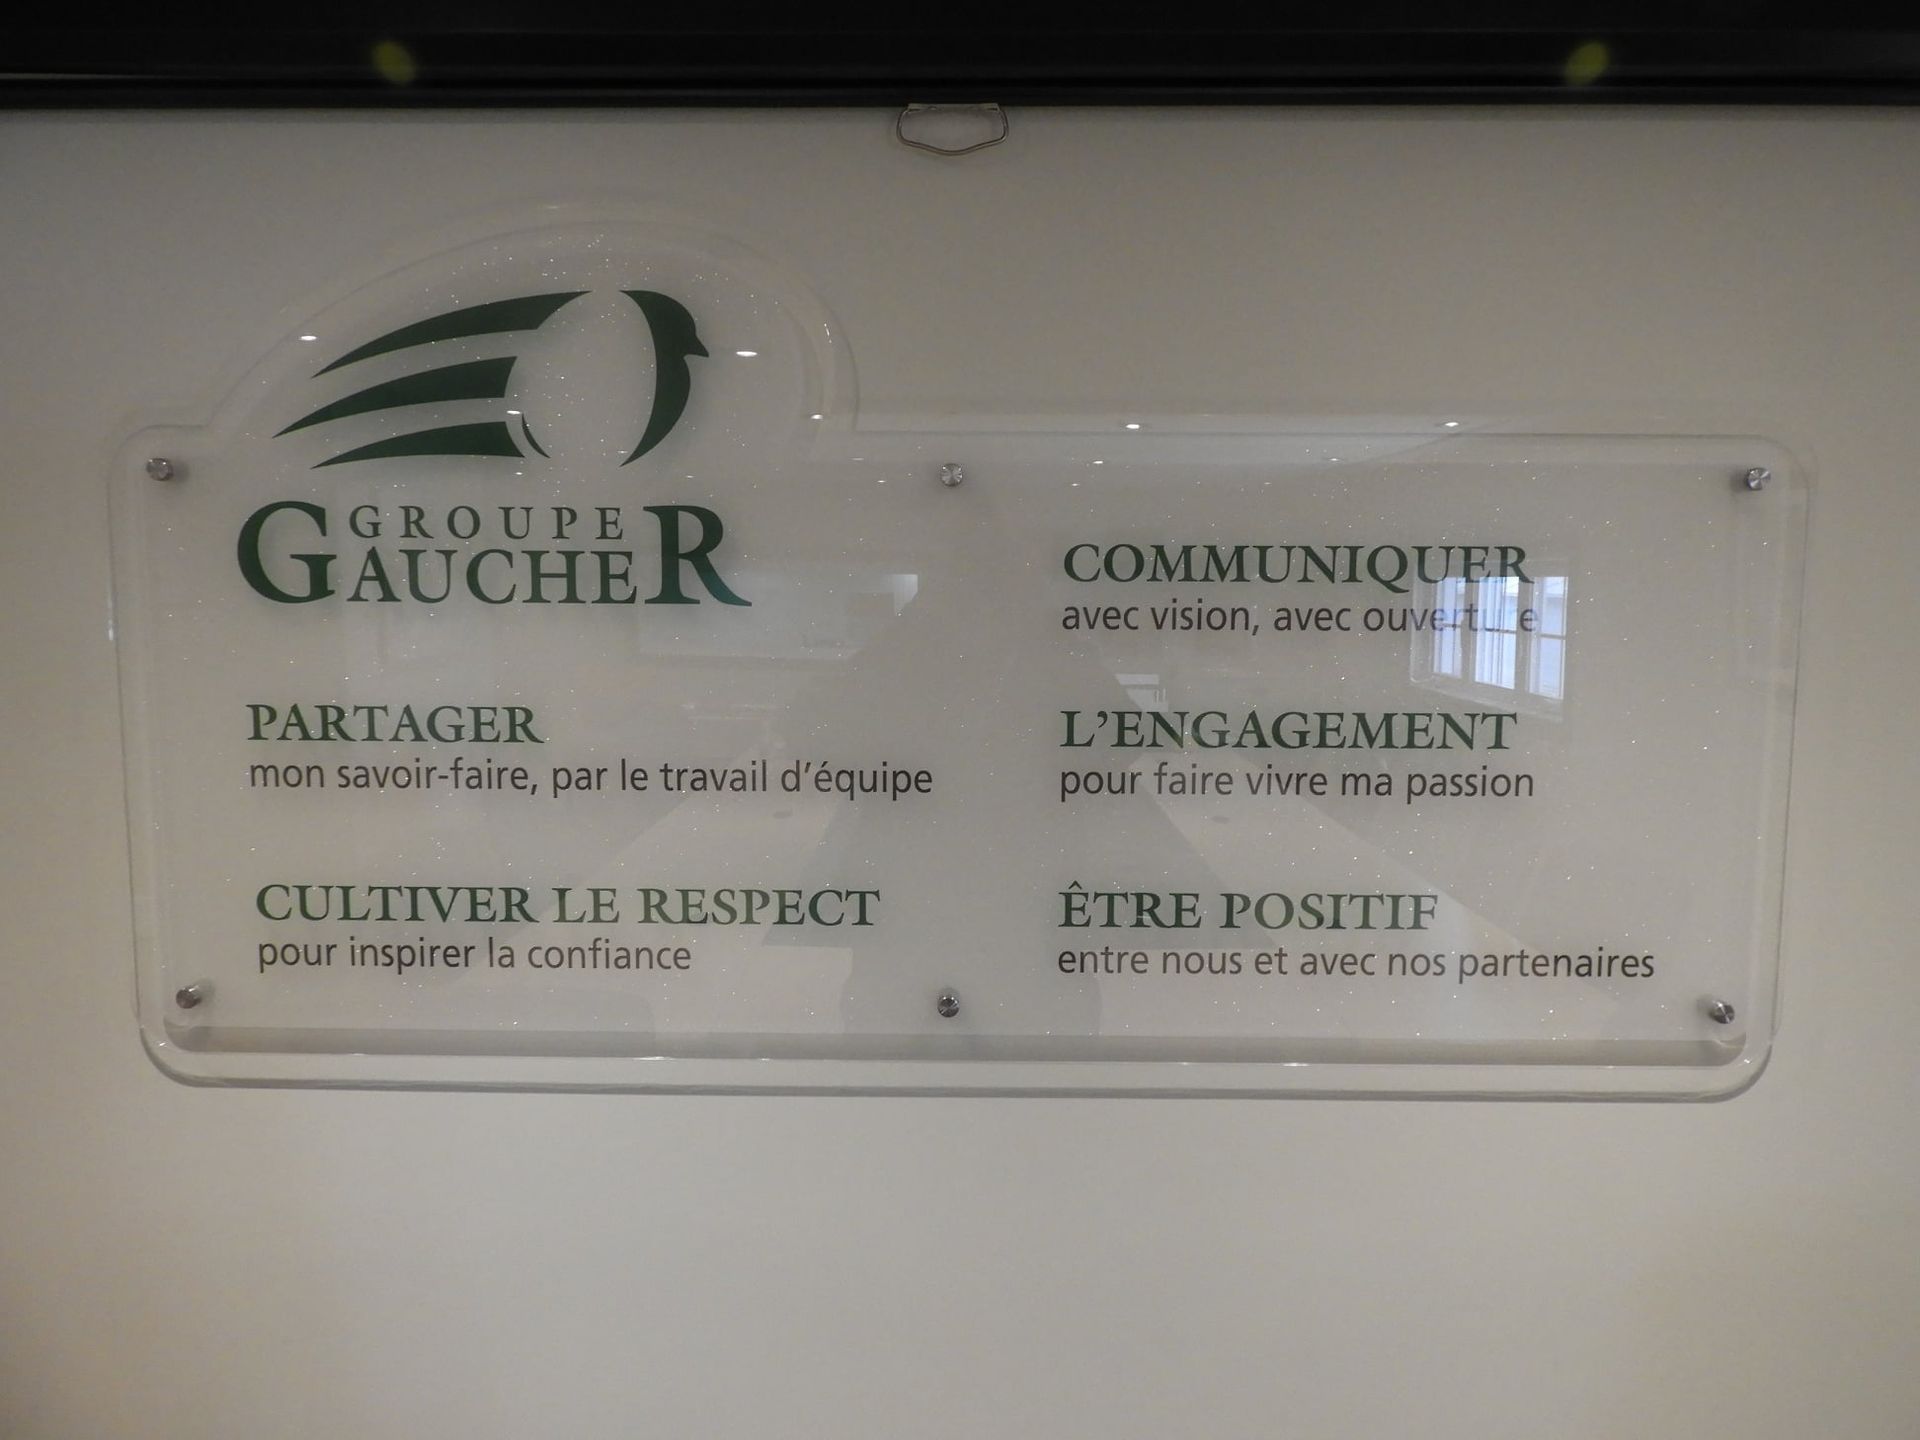 GROUPE
GAUCHER
PARTAGER
mon savoir-faire, par le travail d'équipe
CULTIVER LE RESPECT
pour inspirer la confiance
COMMUNIQUER
avec vision, avec ouverture
L'ENGAGEMENT
pour faire vivre ma passion
ÊTRE POSITIF
entre nous et avec nos partenaires